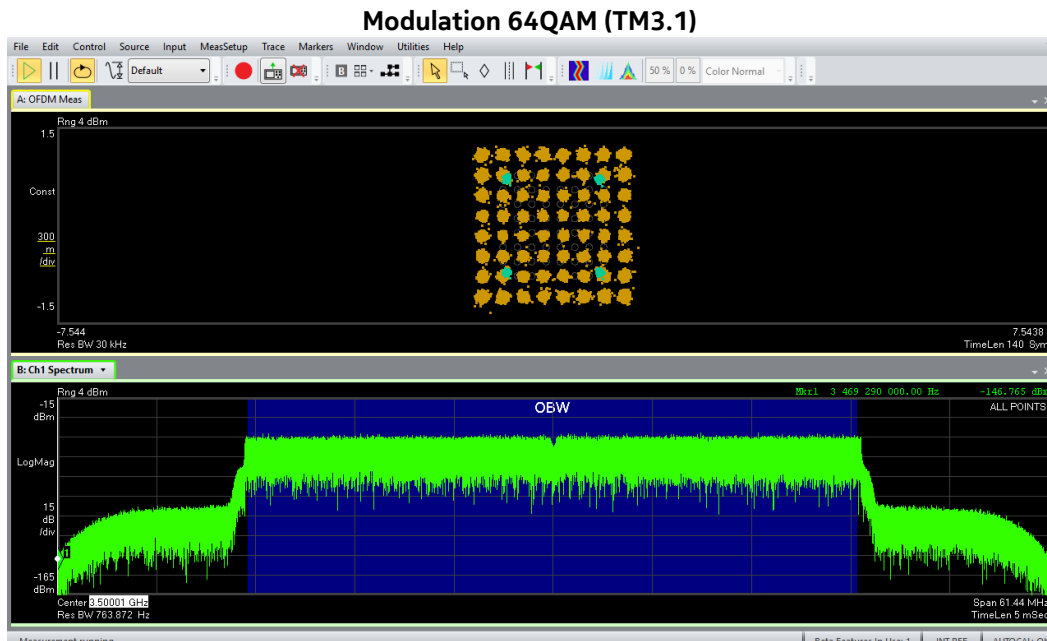 Modulation 64QAM (TM3.1)
File Edit Control Source Input MeasSetup Trace Markers Window Utilities Help
Default
B
50 % 0 % Color Normal
A: OFDM Meas
Rng 4 dBm
1.5
Const
300
m
/div
-1.5
-7.544 7.5438
Res BW 30 kHz TimeLen 140 Sym
B: Ch1 Spectrum
Rng 4 dBm Mkr1 3 469 290 000.00 Hz -146.765 dBm
-15 OBW ALL POINTS
dBm
LogMag
15
dB
/div
-165
dBm
Center 3.50001 GHz Span 61.44 MHz
Res BW 763.872 Hz TimeLen 5 mSec